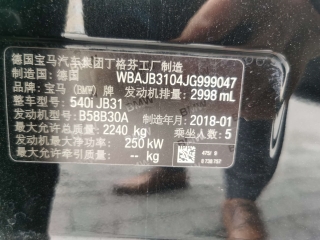 德国宝马汽车集团丁格芬工厂制造
制造国:德国 WBAJB3104JG999047
品牌:宝马 (BMW) 牌 发动机排量:2998 mL
整车型号:540i JB31
发动机型号:B58B30A 制造年月:2018-01
最大允许总质量:2240 kg 乘坐人数:5
发动机最大净功率:250 kW
最大允许牵引质量:-- kg